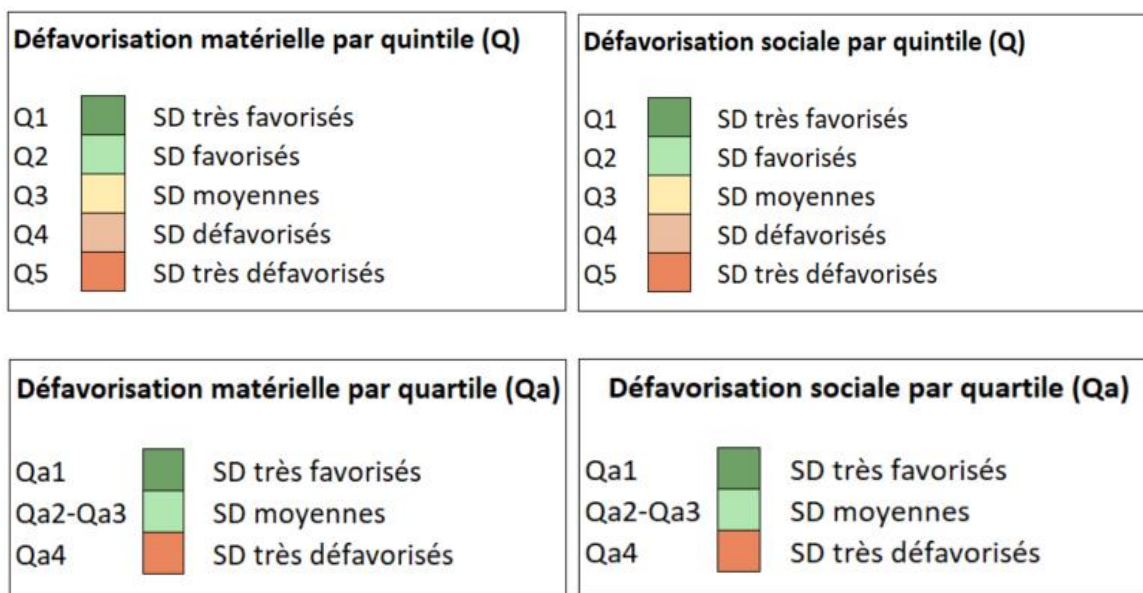 Défavorisation matérielle par quintile (Q)
Q1 SD très favorisés
Q2 SD favorisés
Q3 SD moyennes
Q4 SD défavorisés
Q5 SD très défavorisés
Défavorisation sociale par quintile (Q)
Q1 SD très favorisés
Q2 SD favorisés
Q3 SD moyennes
Q4 SD défavorisés
Q5 SD très défavorisés
Défavorisation matérielle par quartile (Qa)
Qa1 SD très favorisés
Qa2-Qa3 SD moyennes
Qa4 SD très défavorisés
Défavorisation sociale par quartile (Qa)
Qa1 SD très favorisés
Qa2-Qa3 SD moyennes
Qa4 SD très défavorisés